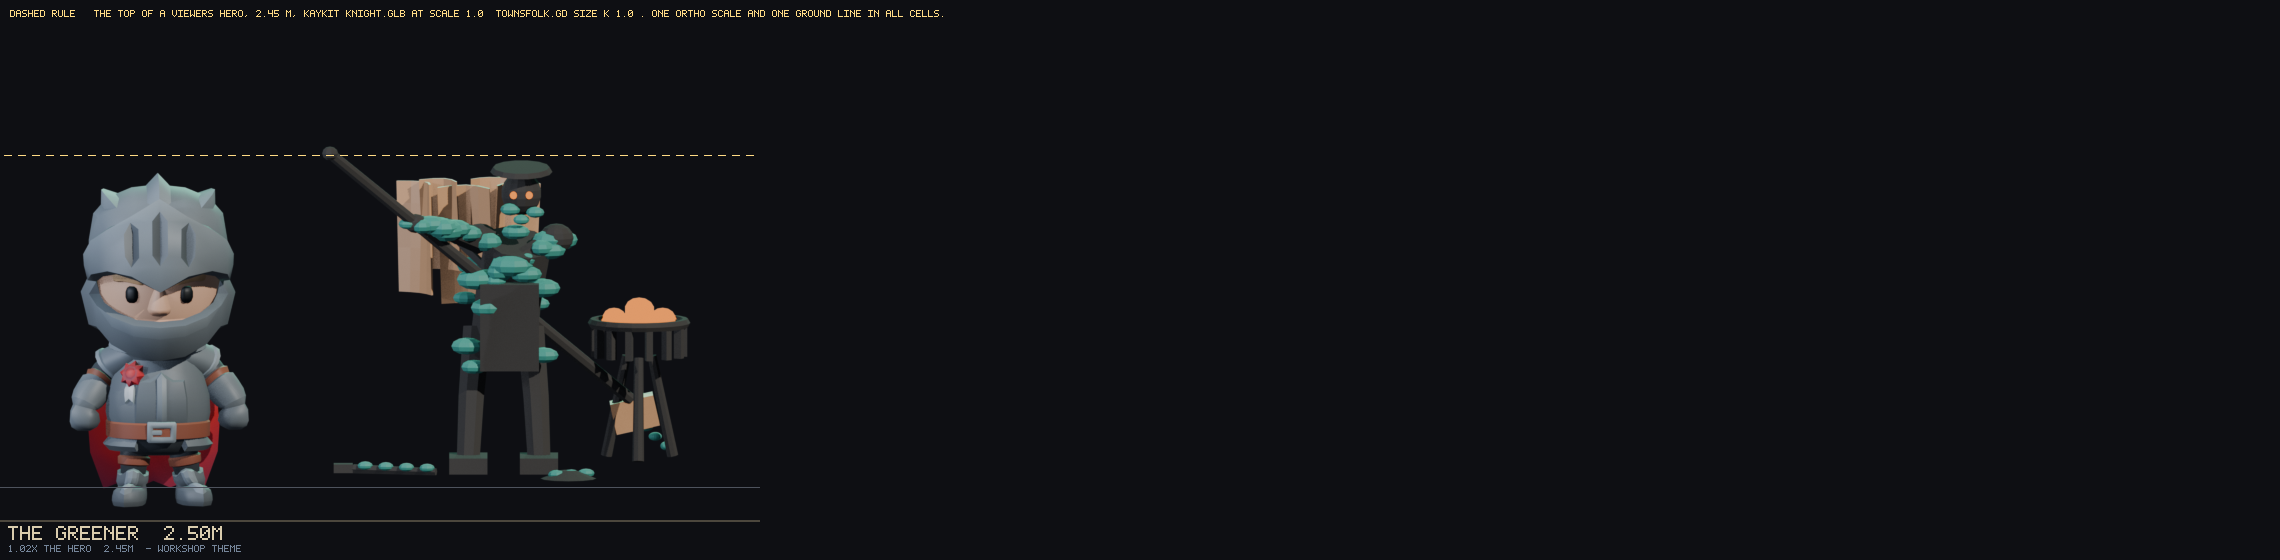 DASHED RULE   THE TOP OF A VIEWERS HERO, 2.45 M, KAYKIT KNIGHT.GLB AT SCALE 1.0  TOWNSFOLK.GD SIZE K 1.0 . ONE ORTHO SCALE AND ONE GROUND LINE IN ALL CELLS.
THE GREENER  2.50M
1.02X THE HERO  2.45M  - WORKSHOP THEME